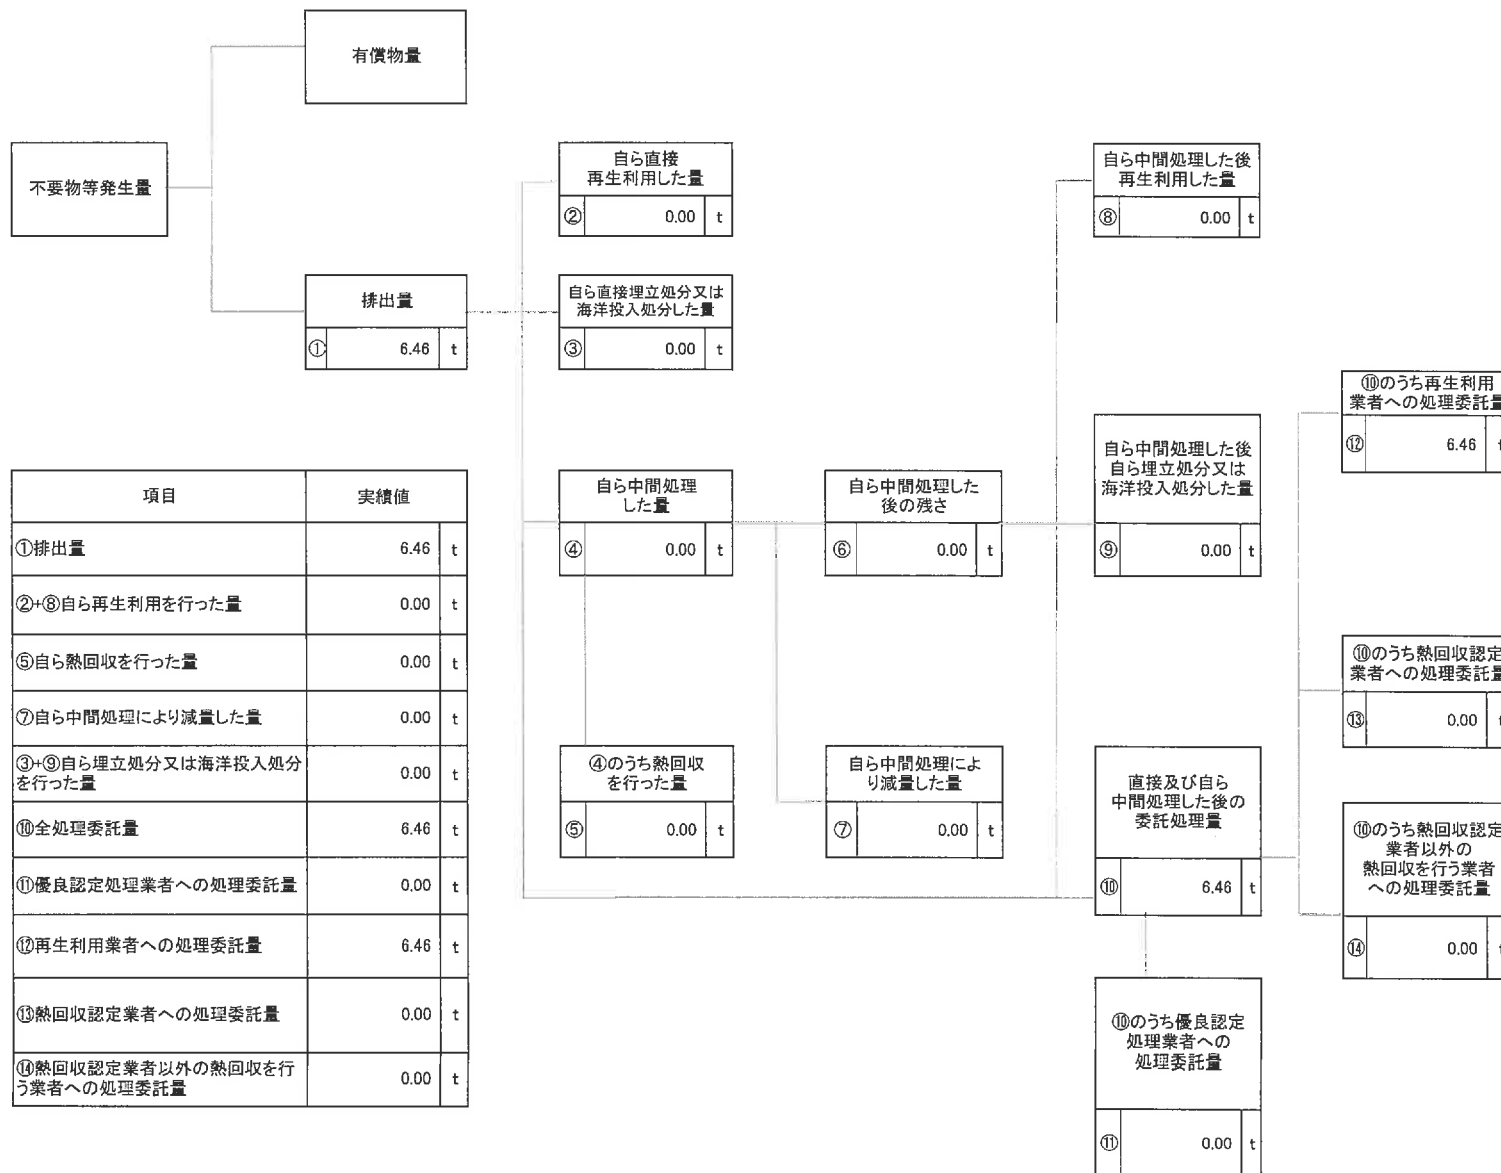 有償物量
不要物等発生量
排出量
① 6.46 t
自ら直接
再生利用した量
② 0.00 t
自ら直接埋立処分又は
海洋投入処分した量
③ 0.00 t
自ら中間処理した後
再生利用した量
⑧ 0.00 t
自ら中間処理
した量
④ 0.00 t
自ら中間処理した
後の残さ
⑥ 0.00 t
自ら中間処理した後
自ら埋立処分又は
海洋投入処分した量
⑨ 0.00 t
⑩のうち再生利用
業者への処理委託量
⑫ 6.46 t
④のうち熱回収
を行った量
⑤ 0.00 t
自ら中間処理によ
り減量した量
⑦ 0.00 t
直接及び自ら
中間処理した後の
委託処理量
⑩ 6.46 t
⑩のうち熱回収認定
業者への処理委託量
⑬ 0.00 t
⑩のうち熱回収認定
業者以外の
熱回収を行う業者
への処理委託量
⑭ 0.00 t
⑩のうち優良認定
処理業者への
処理委託量
⑪ 0.00 t
項目 実績値
①排出量 6.46 t
②+⑧自ら再生利用を行った量 0.00 t
⑤自ら熱回収を行った量 0.00 t
⑦自ら中間処理により減量した量 0.00 t
③+⑨自ら埋立処分又は海洋投入処分
を行った量 0.00 t
⑩全処理委託量 6.46 t
⑪優良認定処理業者への処理委託量 0.00 t
⑫再生利用業者への処理委託量 6.46 t
⑬熱回収認定業者への処理委託量 0.00 t
⑭熱回収認定業者以外の熱回収を行
う業者への処理委託量 0.00 t